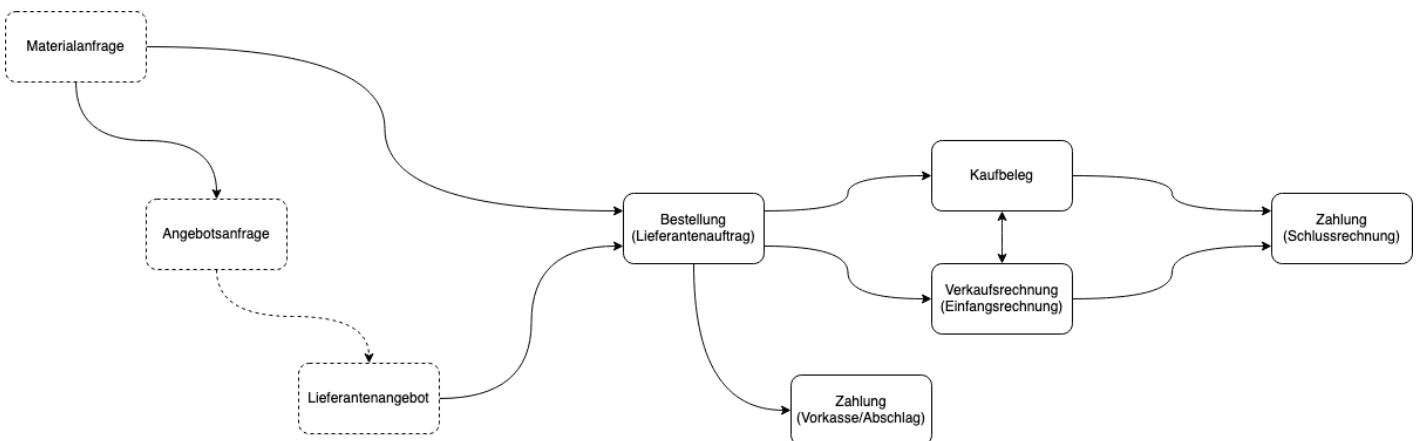 Materialanfrage
Angebotsanfrage
Lieferantenangebot
Bestellung
(Lieferantenauftrag)
Kaufbeleg
Verkaufsrechnung
(Einfangsrechnung)
Zahlung
(Vorkasse/Abschlag)
Zahlung
(Schlussrechnung)